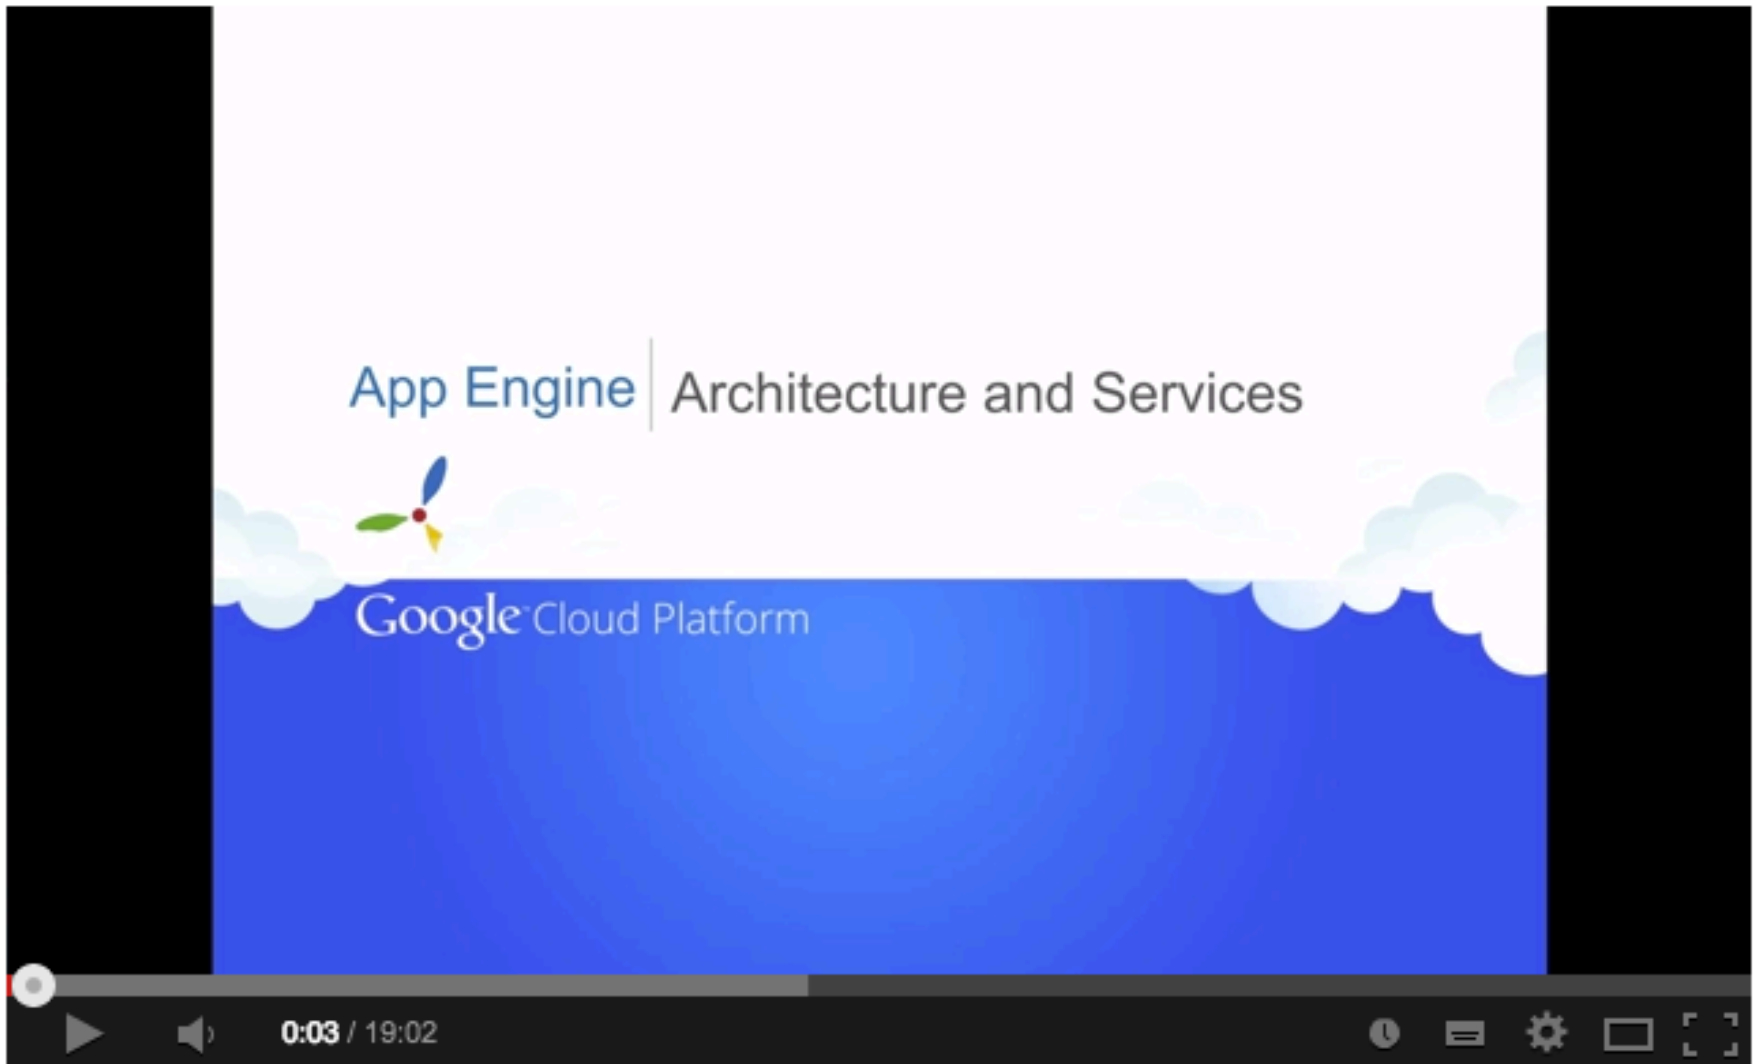 App Engine | Architecture and Services
Google Cloud Platform
0:03 / 19:02